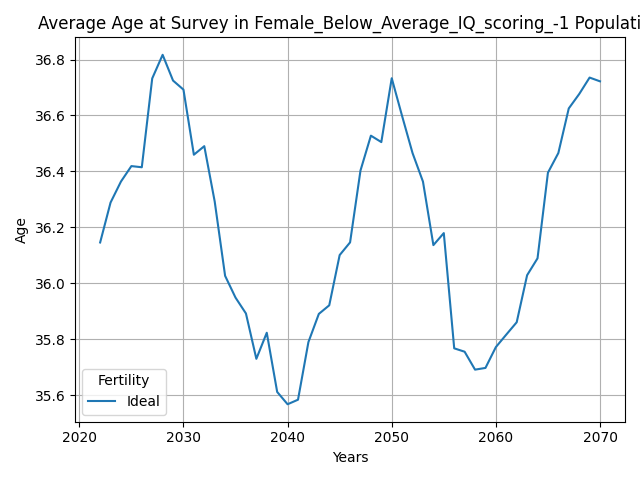 Average Age at Survey in Female_Below_Average_IQ_scoring_-1 Populati
36.8
36.6
36.4
36.2
36.0
35.8
35.6
Age
Fertility
Ideal
2020 2030 2040 2050 2060 2070
Years